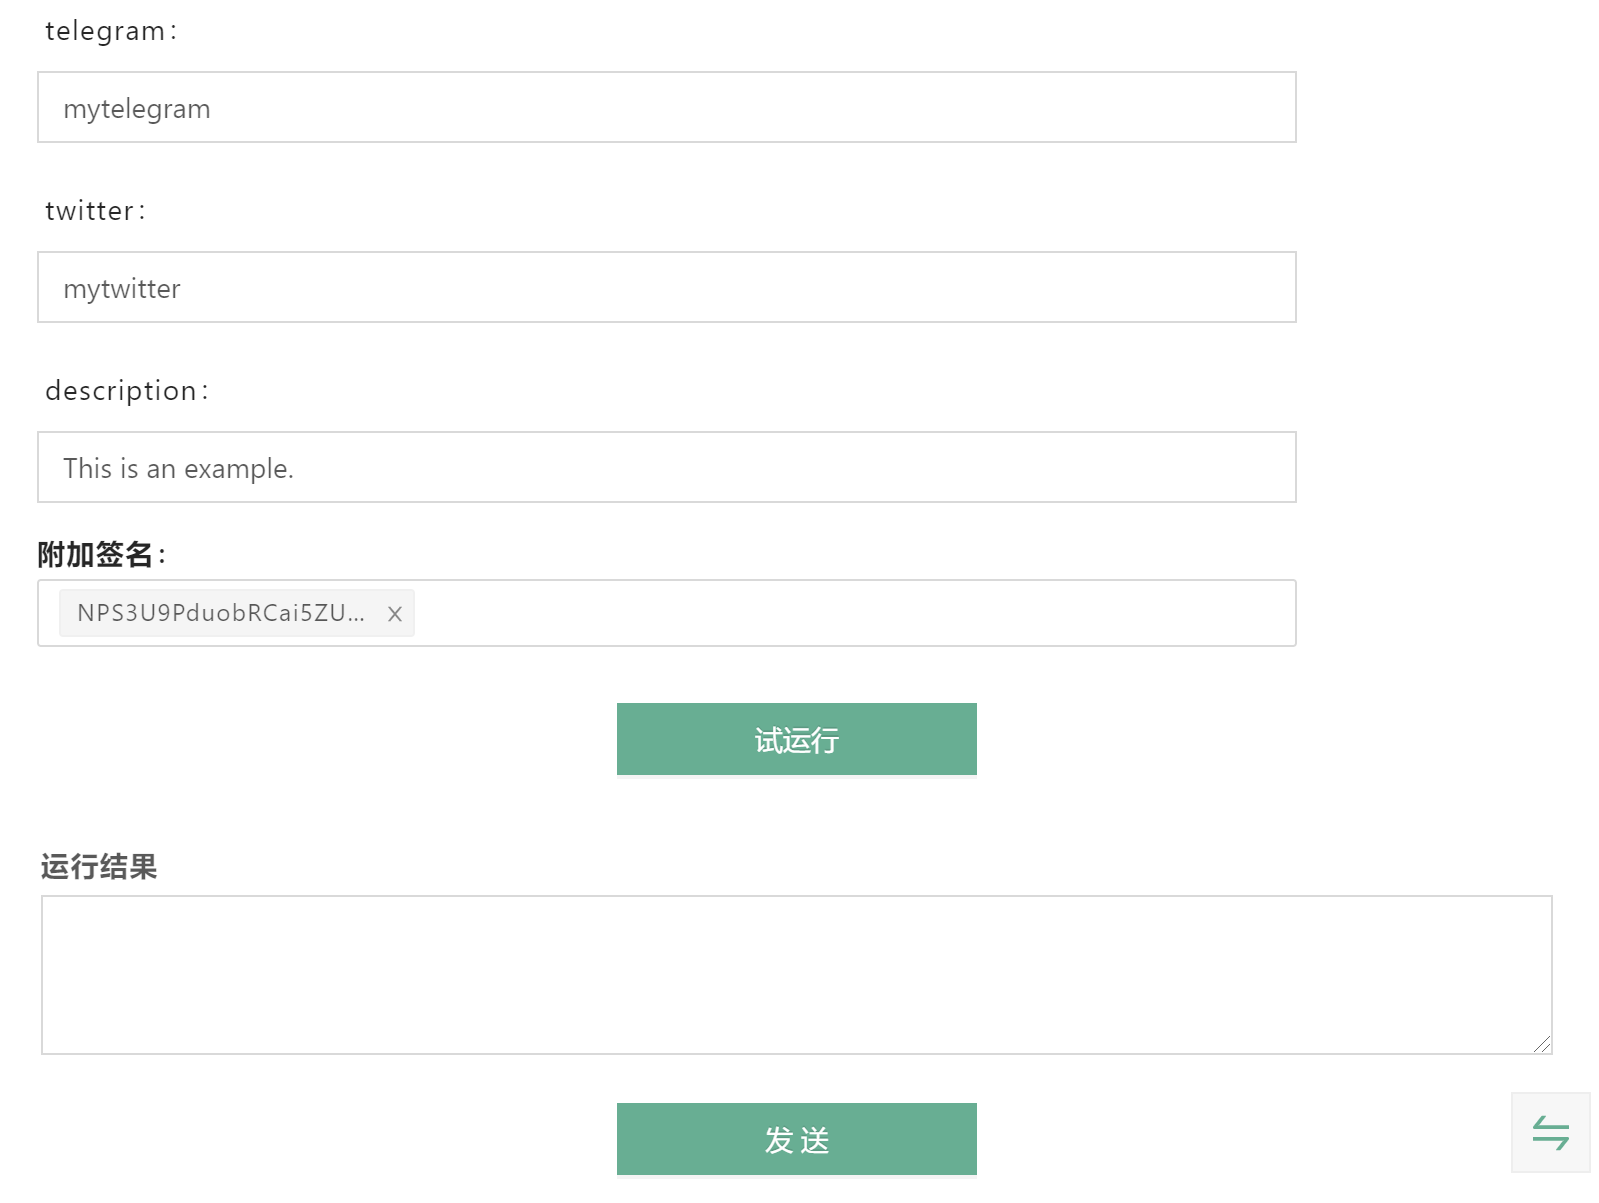 telegram:
mytelegram
twitter:
mytwitter
description:
This is an example.
附加签名:
NPS3U9PduobRCai5ZU... X
试运行
运行结果
发送